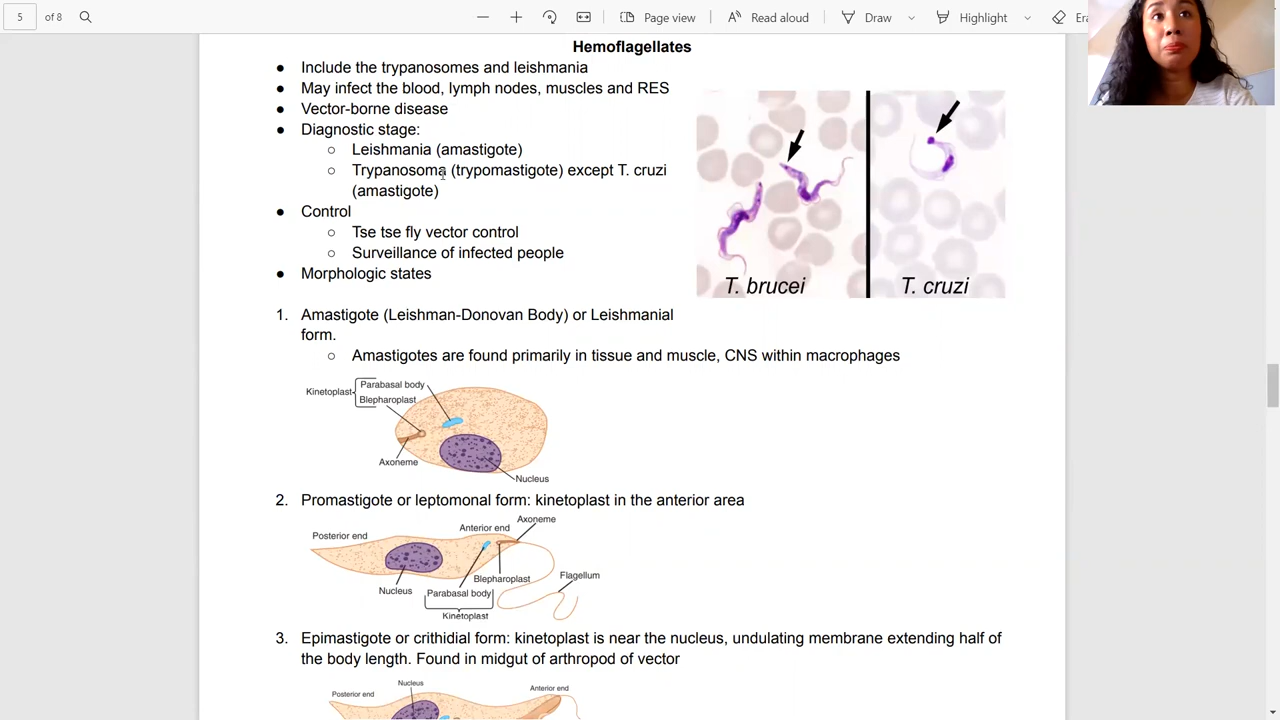 5 of 8
Page view
Read aloud
Draw
Highlight
Hemoflagellates
● Include the trypanosomes and leishmania
● May infect the blood, lymph nodes, muscles and RES
● Vector-borne disease
● Diagnostic stage:
○ Leishmania (amastigote)
○ Trypanosoma (trypomastigote) except T. cruzi
(amastigote)
● Control
○ Tse tse fly vector control
○ Surveillance of infected people
● Morphologic states
T. brucei
T. cruzi
1. Amastigote (Leishman-Donovan Body) or Leishmanial
form.
○ Amastigotes are found primarily in tissue and muscle, CNS within macrophages
Kinetoplast
Parabasal body
Blepharoplast
Axoneme
Nucleus
2. Promastigote or leptomonal form: kinetoplast in the anterior area
Axoneme
Anterior end
Posterior end
Flagellum
Blepharoplast
Nucleus
Parabasal body
Kinetoplast
3. Epimastigote or crithidial form: kinetoplast is near the nucleus, undulating membrane extending half of
the body length. Found in midgut of arthropod of vector
Nucleus
Posterior end
Anterior end